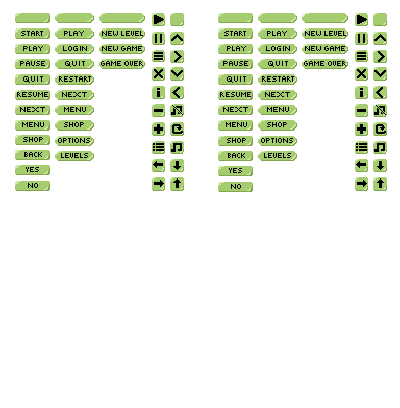 START PLAY NEW LEVEL START PLAY NEW LEVEL
PLAY LOGIN NEW GAME PLAY LOGIN NEW GAME
PAUSE QUIT GAME OVER PAUSE QUIT GAME OVER
QUIT RESTART QUIT RESTART
RESUME NEXT RESUME NEXT
NEXT MENU NEXT MENU
MENU SHOP MENU SHOP
SHOP OPTIONS SHOP OPTIONS
BACK LEVELS BACK LEVELS
YES YES
NO NO